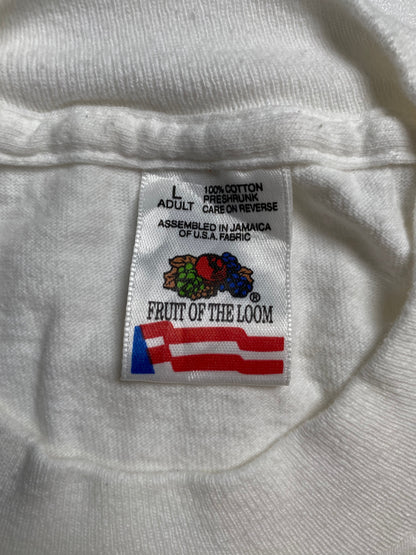 L
ADULT
100% COTTON
PRESHRUNK
CARE ON REVERSE
ASSEMBLED IN JAMAICA
OF U.S.A. FABRIC
®
FRUIT OF THE LOOM